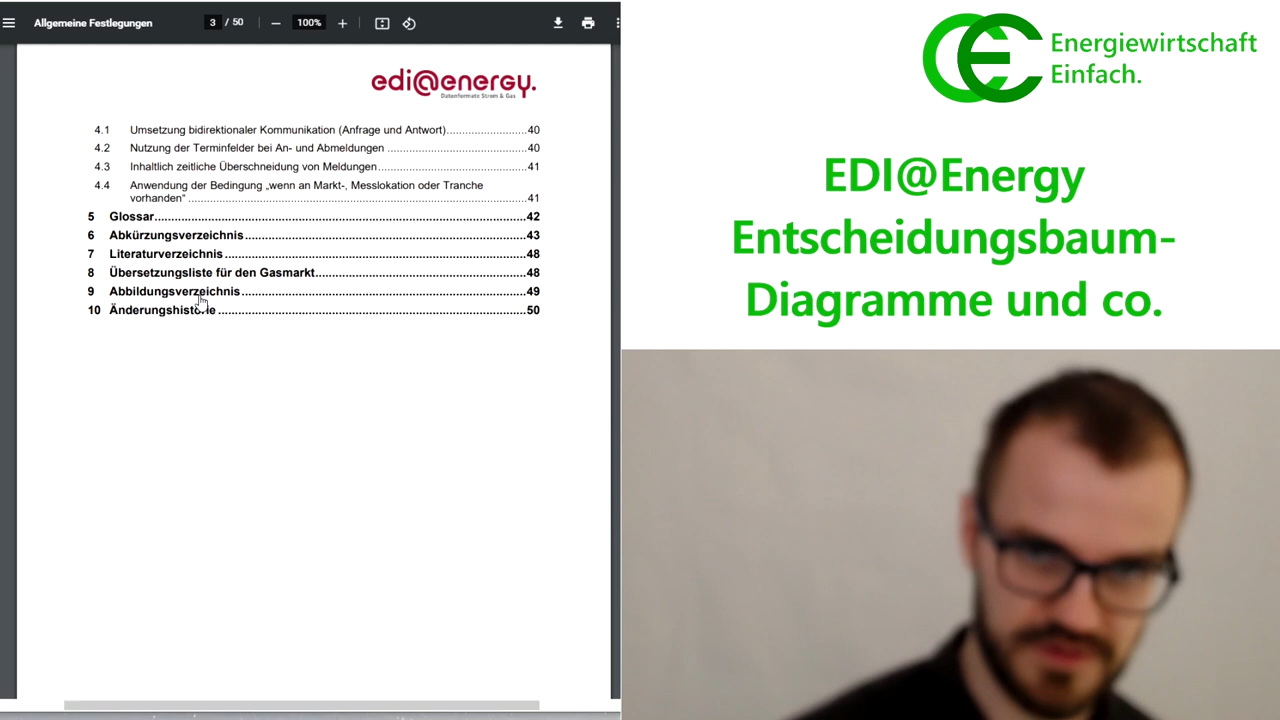 Allgemeine Festlegungen
3 / 50
100%
edi@energy.
Datenformate Strom & Gas
4.1 Umsetzung bidirektionaler Kommunikation (Anfrage und Antwort)........................40
4.2 Nutzung der Terminfelder bei An- und Abmeldungen ........................40
4.3 Inhaltlich zeitliche Überschneidung von Meldungen........................41
4.4 Anwendung der Bedingung „wenn an Markt-, Messlokation oder Tranche
vorhanden“ ........................41
5 Glossar........................42
6 Abkürzungsverzeichnis........................43
7 Literaturverzeichnis........................48
8 Übersetzungsliste für den Gasmarkt........................48
9 Abbildungsverzeichnis........................49
10 Änderungshistorie........................50
Energiewirtschaft
Einfach.
EDI@Energy
Entscheidungsbaum-
Diagramme und co.